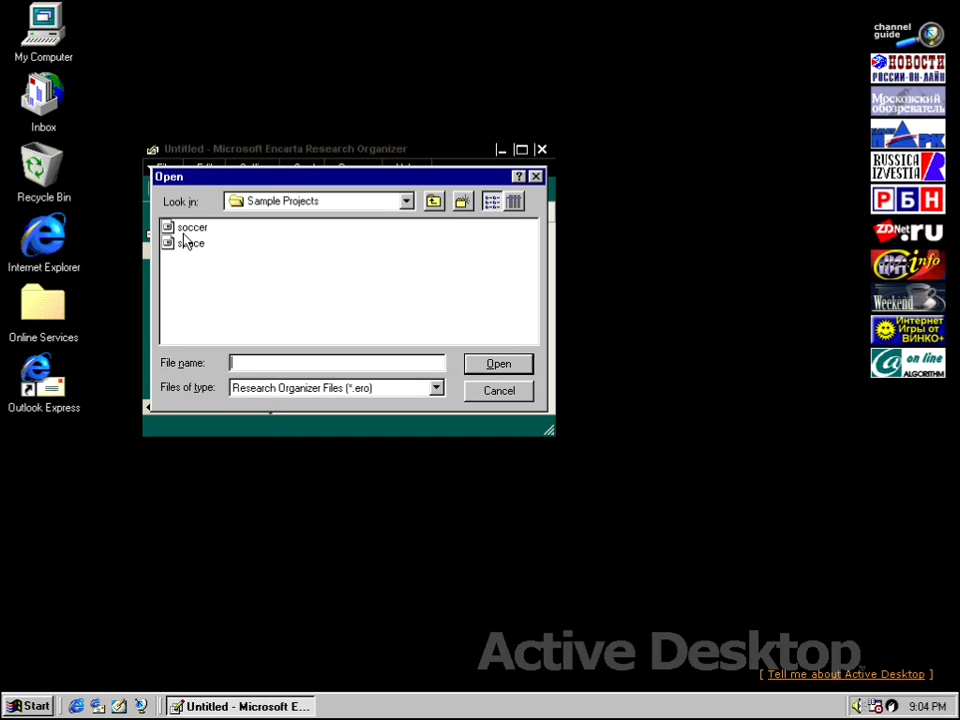 My Computer
Inbox
Recycle Bin
Internet Explorer
Online Services
Outlook Express
Untitled - Microsoft Encarta Research Organizer
Open
Look in:
Sample Projects
soccer
File name:
Open
Files of type:
Research Organizer Files (*.ero)
Cancel
channel
guide
НОВОСТИ
РОССИИ-ОН-ЛАЙН
Московский
обозреватель
ПАРК
RUSSICA
IZVESTIA
РБН
ZDNet.ru
info
Weekend
Интернет
Игры от
ВИНКО
on line
ALGORITHM
Active Desktop
[ Tell me about Active Desktop ]
Start
Untitled - Microsoft E...
9:04 PM